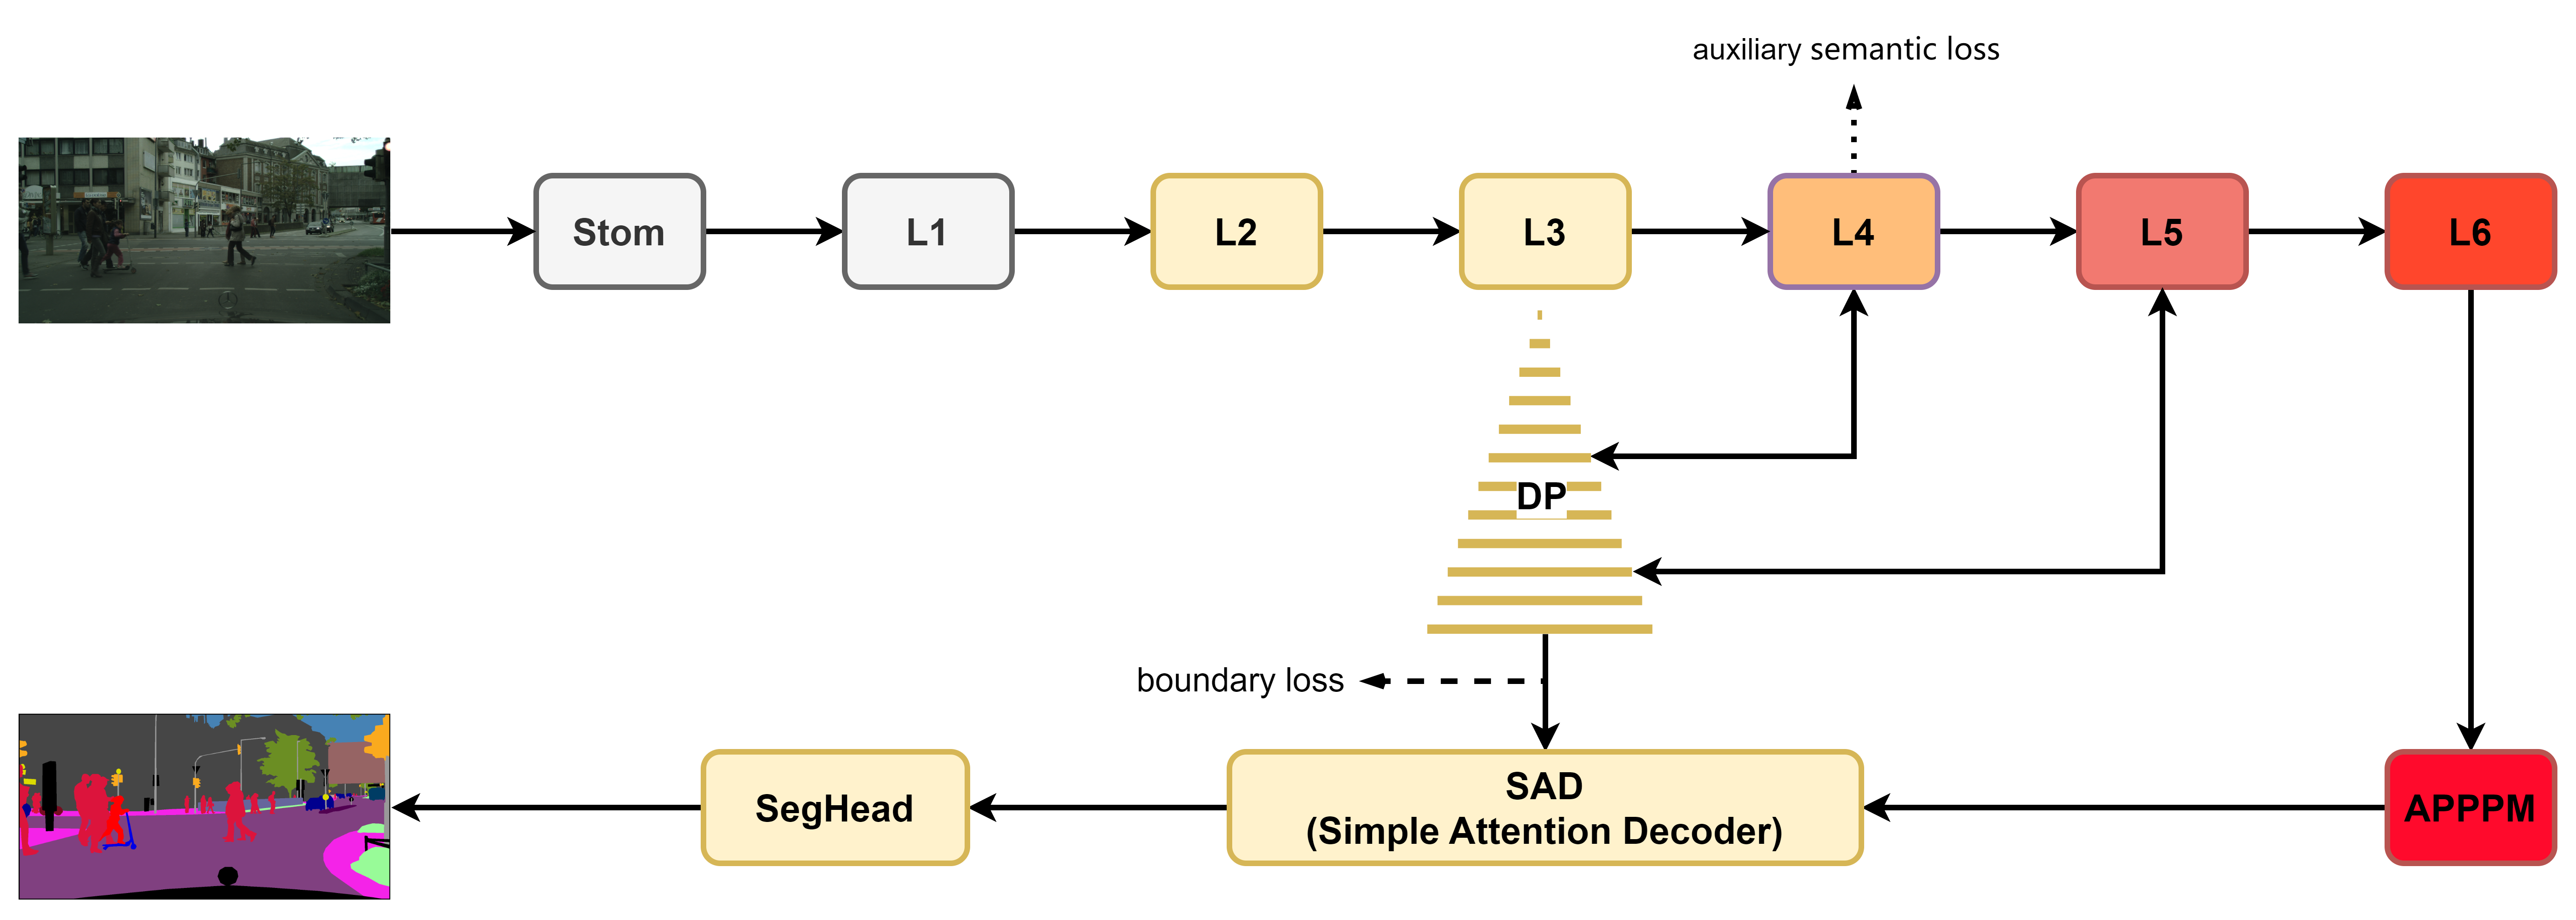 auxiliary semantic loss
Stom
L1
L2
L3
L4
L5
L6
DP
boundary loss
SegHead
SAD
(Simple Attention Decoder)
APPPM